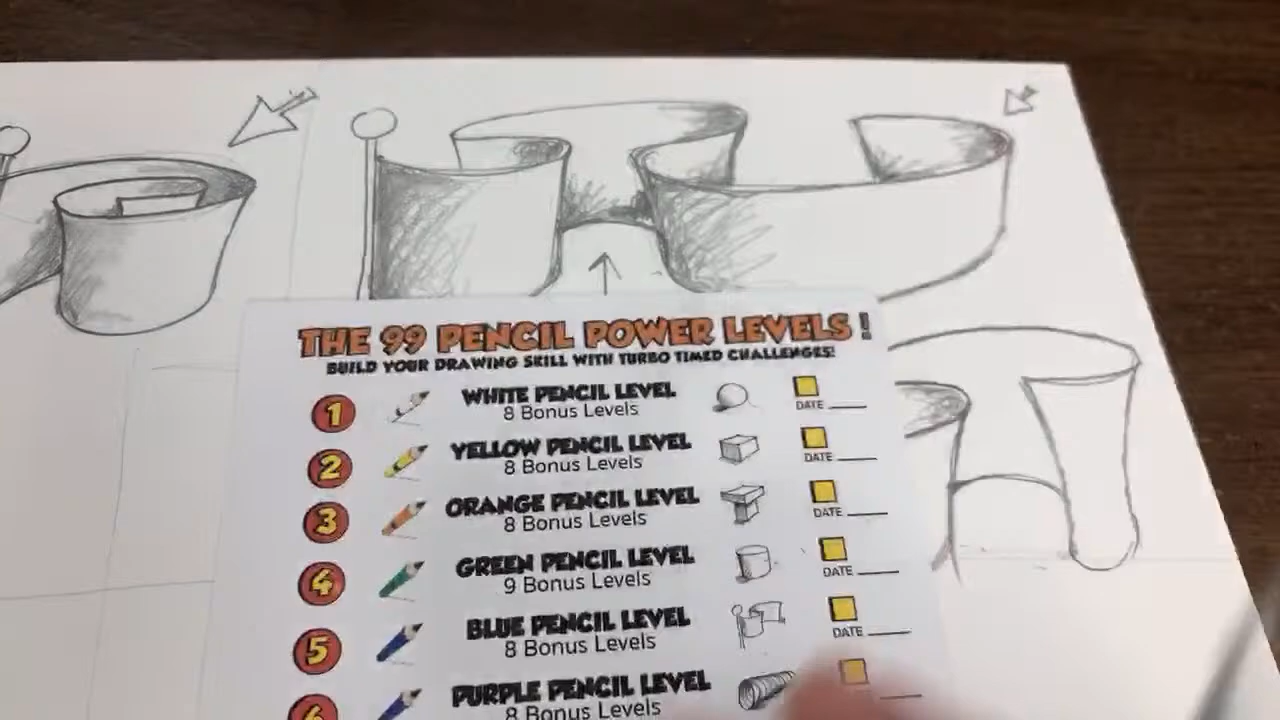 THE 99 PENCIL POWER LEVELS!
BUILD YOUR DRAWING SKILL WITH TURBO TIMED CHALLENGES!
1 WHITE PENCIL LEVEL
8 Bonus Levels
DATE
2 YELLOW PENCIL LEVEL
8 Bonus Levels
DATE
3 ORANGE PENCIL LEVEL
8 Bonus Levels
DATE
4 GREEN PENCIL LEVEL
9 Bonus Levels
DATE
5 BLUE PENCIL LEVEL
8 Bonus Levels
DATE
6 PURPLE PENCIL LEVEL
8 Bonus Levels